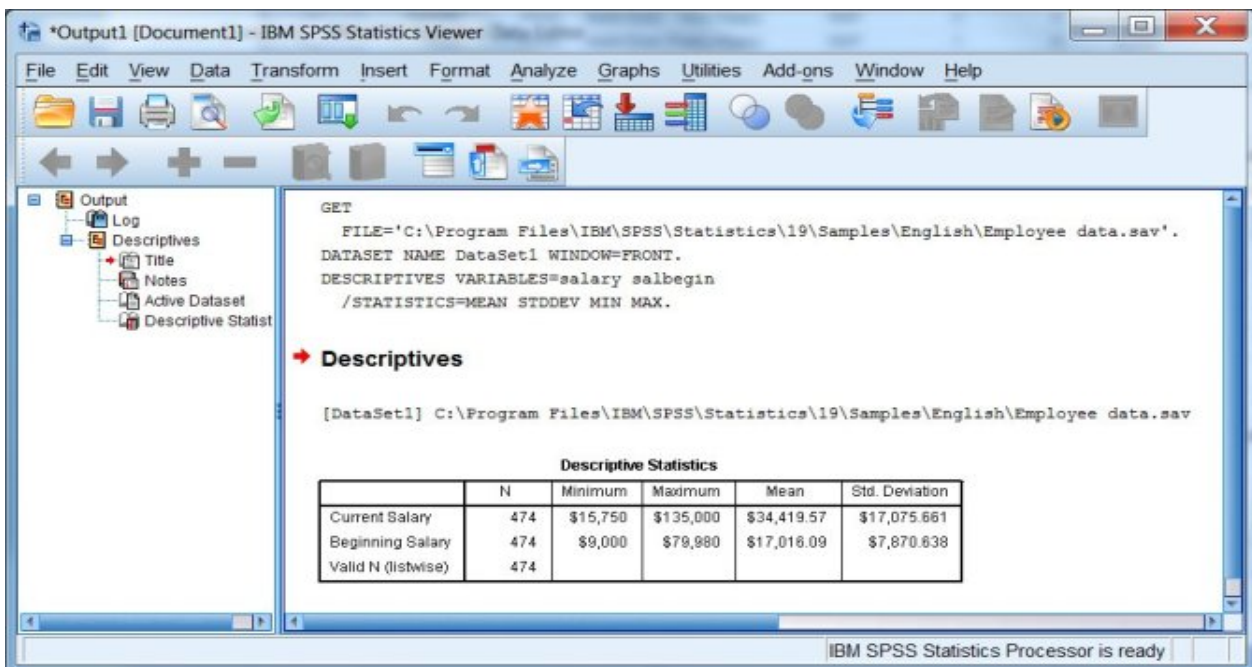 *Output1 [Document1] - IBM SPSS Statistics Viewer
File Edit View Data Transform Insert Format Analyze Graphs Utilities Add-ons Window Help
Output
Log
Descriptives
Title
Notes
Active Dataset
Descriptive Statist
GET
FILE='C:\Program Files\IBM\SPSS\Statistics\19\Samples\English\Employee data.sav'.
DATASET NAME DataSet1 WINDOW=FRONT.
DESCRIPTIVES VARIABLES=salary salbegin
/STATISTICS=MEAN STDDEV MIN MAX.
Descriptives
[DataSet1] C:\Program Files\IBM\SPSS\Statistics\19\Samples\English\Employee data.sav
Descriptive Statistics
N Minimum Maximum Mean Std. Deviation
Current Salary 474 $15,750 $135,000 $34,419.57 $17,075.661
Beginning Salary 474 $9,000 $79,980 $17,016.09 $7,870.638
Valid N (listwise) 474
IBM SPSS Statistics Processor is ready